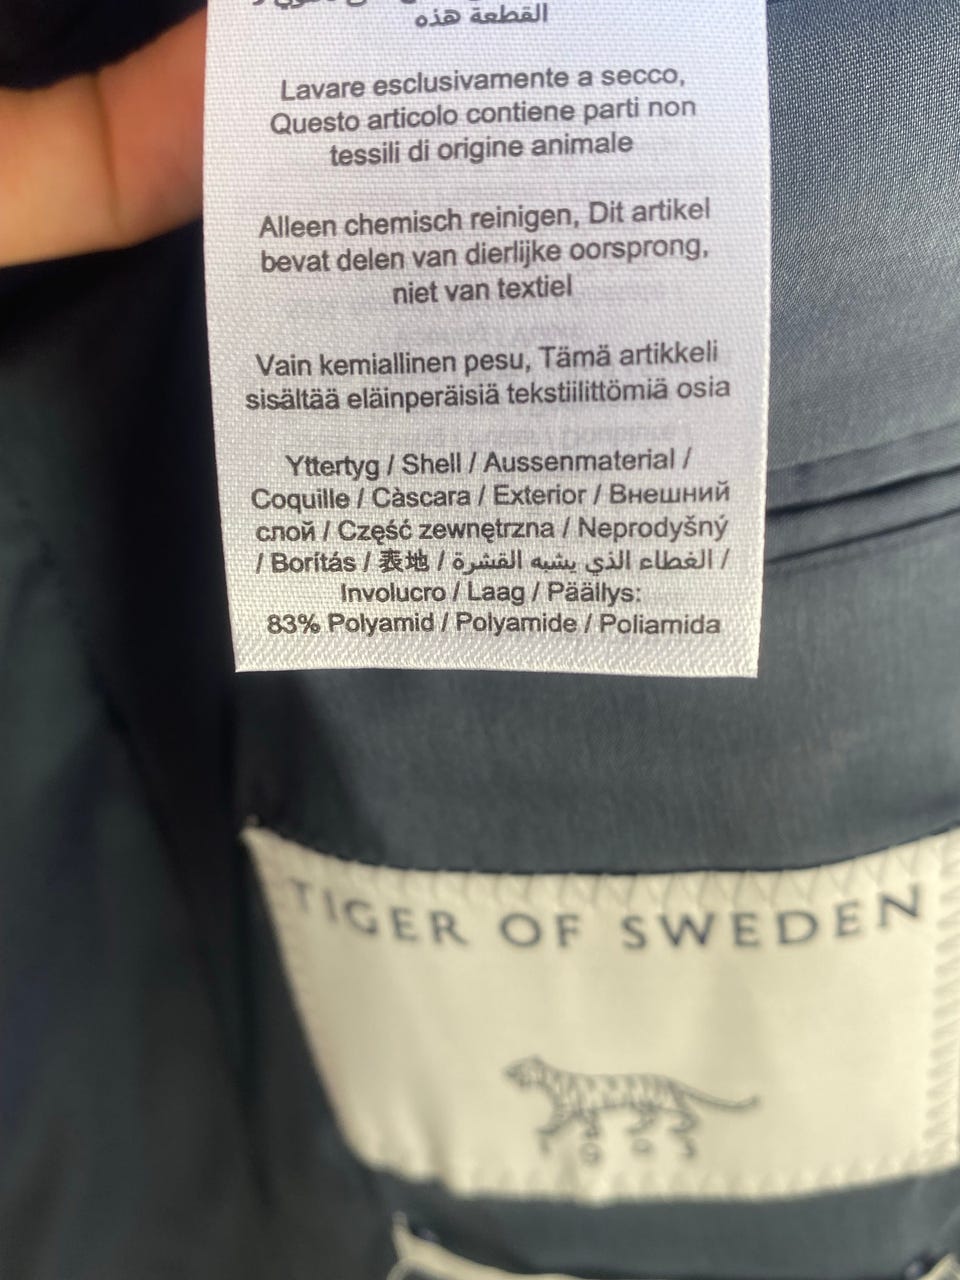 القطعة هذه
Lavare esclusivamente a secco,
Questo articolo contiene parti non
tessili di origine animale
Alleen chemisch reinigen, Dit artikel
bevat delen van dierlijke oorsprong,
niet van textiel
Vain kemiallinen pesu, Tämä artikkeli
sisältää eläinperäisiä tekstiilittömiä osia
Yttertyg / Shell / Aussenmaterial /
Coquille / Càscara / Exterior / Внешний
слой / Część zewnętrzna / Neprodyšný
/ Borítás / 表地 / الغطاء الذي يشبه القشرة /
Involucro / Laag / Päällys:
83% Polyamid / Polyamide / Poliamida
TIGER OF SWEDEN